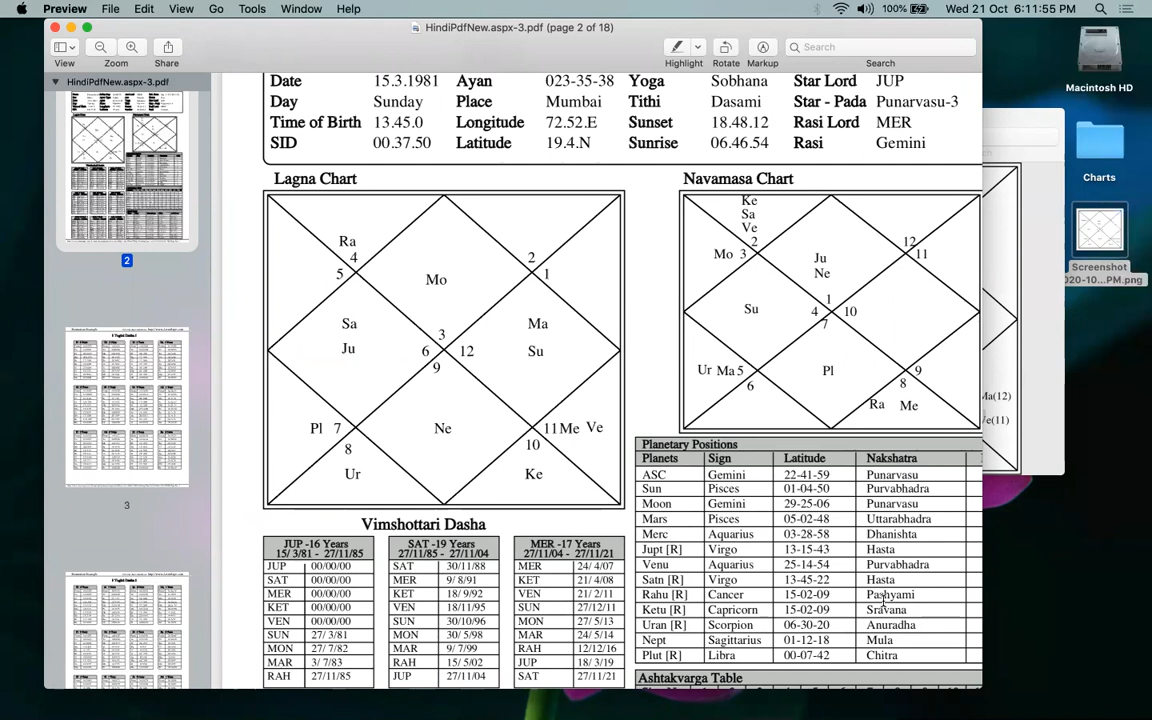 Preview File Edit View Go Tools Window Help 100% Wed 21 Oct 6:11:55 PM
HindiPdfNew.aspx-3.pdf (page 2 of 18)
View Zoom Share Highlight Rotate Markup Search
Search
HindiPdfNew.aspx-3.pdf
2
3
Macintosh HD
Charts
Screenshot
020-10...PM.png
Date 15.3.1981 Ayan 023-35-38 Yoga Sobhana Star Lord JUP
Day Sunday Place Mumbai Tithi Dasami Star - Pada Punarvasu-3
Time of Birth 13.45.0 Longitude 72.52.E Sunset 18.48.12 Rasi Lord MER
SID 00.37.50 Latitude 19.4.N Sunrise 06.46.54 Rasi Gemini
Lagna Chart
Ra
4 2
5 1
Mo
Sa Ma
Ju Su
3
6 12
9
Pl 7 Ne 11 Me Ve
8 10
Ur Ke
Navamasa Chart
Ke
Sa
Ve
2 12
Mo 3 Ju 11
Ne
1
Su 4 10
7
Ur Ma 5 Pl 9
6 8
Ra Me
Ma(12)
Ve(11)
Vimshottari Dasha
JUP -16 Years
15/ 3/81 - 27/11/85
JUP 00/00/00
SAT 00/00/00
MER 00/00/00
KET 00/00/00
VEN 00/00/00
SUN 27/ 3/81
MON 27/ 7/82
MAR 3/ 7/83
RAH 27/11/85
SAT -19 Years
27/11/85 - 27/11/04
SAT 30/11/88
MER 9/ 8/91
KET 18/ 9/92
VEN 18/11/95
SUN 30/10/96
MON 30/ 5/98
MAR 9/ 7/99
RAH 15/ 5/02
JUP 27/11/04
MER -17 Years
27/11/04 - 27/11/21
MER 24/ 4/07
KET 21/ 4/08
VEN 21/ 2/11
SUN 27/12/11
MON 27/ 5/13
MAR 24/ 5/14
RAH 12/12/16
JUP 18/ 3/19
SAT 27/11/21
Planetary Positions
Planets Sign Latitude Nakshatra
ASC Gemini 22-41-59 Punarvasu
Sun Pisces 01-04-50 Purvabhadra
Moon Gemini 29-25-06 Punarvasu
Mars Pisces 05-02-48 Uttarabhadra
Merc Aquarius 03-28-58 Dhanishta
Jupt [R] Virgo 13-15-43 Hasta
Venu Aquarius 25-14-54 Purvabhadra
Satn [R] Virgo 13-45-22 Hasta
Rahu [R] Cancer 15-02-09 Pashyami
Ketu [R] Capricorn 15-02-09 Sravana
Uran [R] Scorpion 06-30-20 Anuradha
Nept Sagittarius 01-12-18 Mula
Plut [R] Libra 00-07-42 Chitra
Ashtakvarga Table